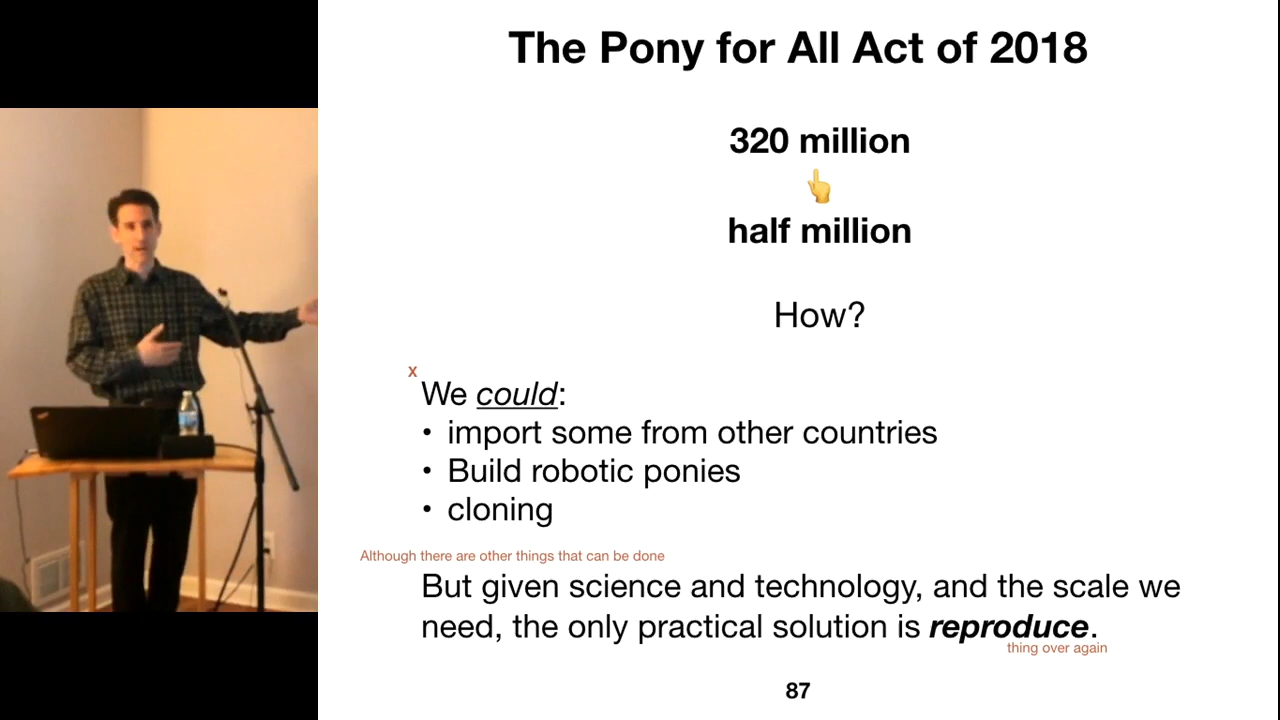 The Pony for All Act of 2018
320 million
👆
half million
How?
x
We could:
• import some from other countries
• Build robotic ponies
• cloning
Although there are other things that can be done
But given science and technology, and the scale we
need, the only practical solution is reproduce.
thing over again
87